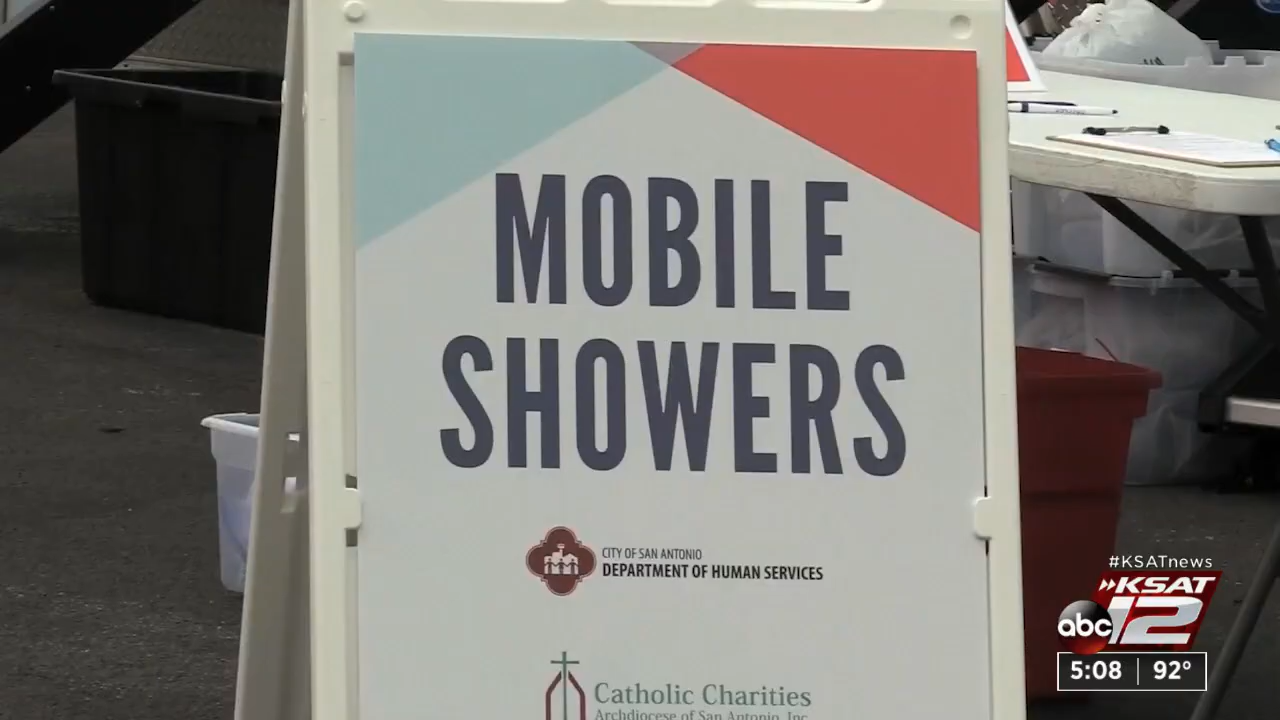 MOBILE
SHOWERS
CITY OF SAN ANTONIO
DEPARTMENT OF HUMAN SERVICES
Catholic Charities
Archdiocese of San Antonio, Inc.
#KSATnews
KSAT
abc 12
5:08 92°